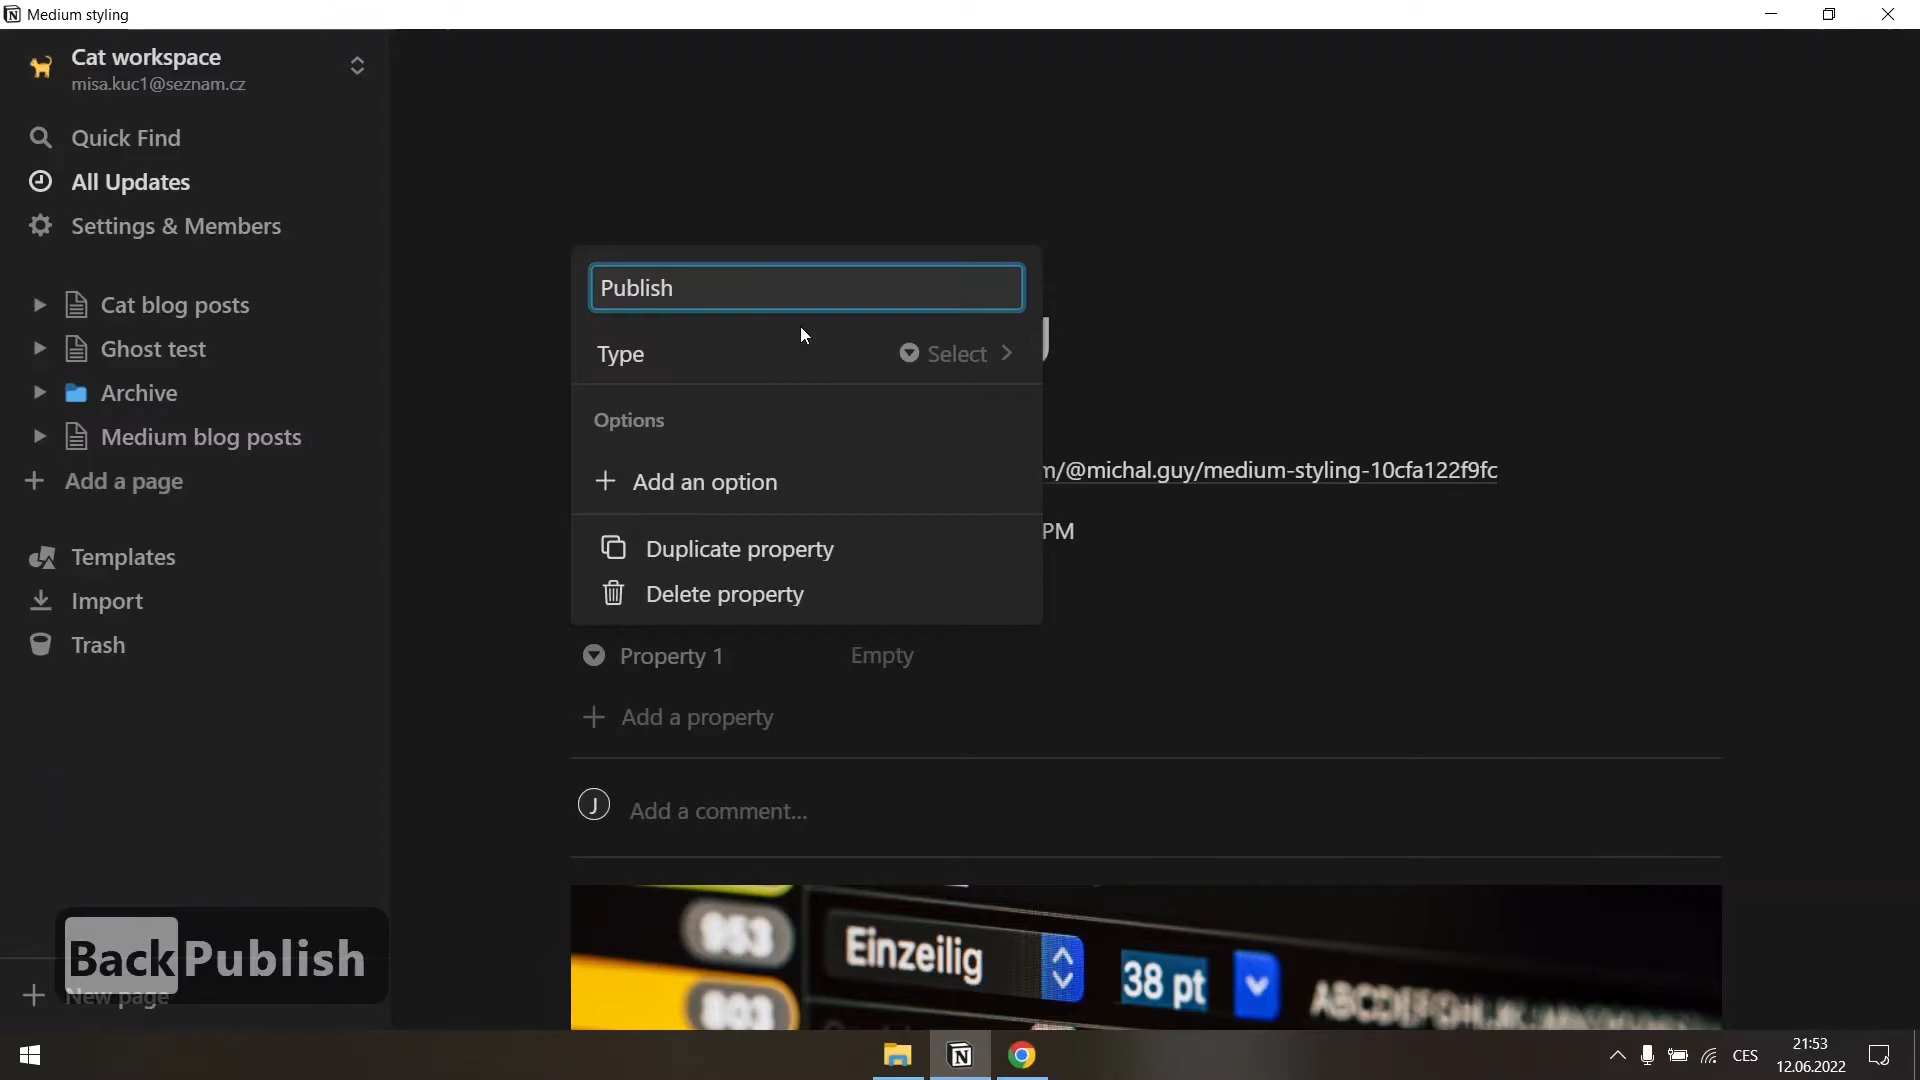 Medium styling
Cat workspace
misa.kuc1@seznam.cz
Quick Find
All Updates
Settings & Members
Cat blog posts
Ghost test
Archive
Medium blog posts
Add a page
Templates
Import
Trash
New page
BackPublish
Publish
Type
Select
Options
Add an option
Duplicate property
Delete property
m/@michal.guy/medium-styling-10cfa122f9fc
PM
Property 1
Empty
Add a property
J
Add a comment...
953
Einzeilig
38 pt
893
CES
21:53
12.06.2022